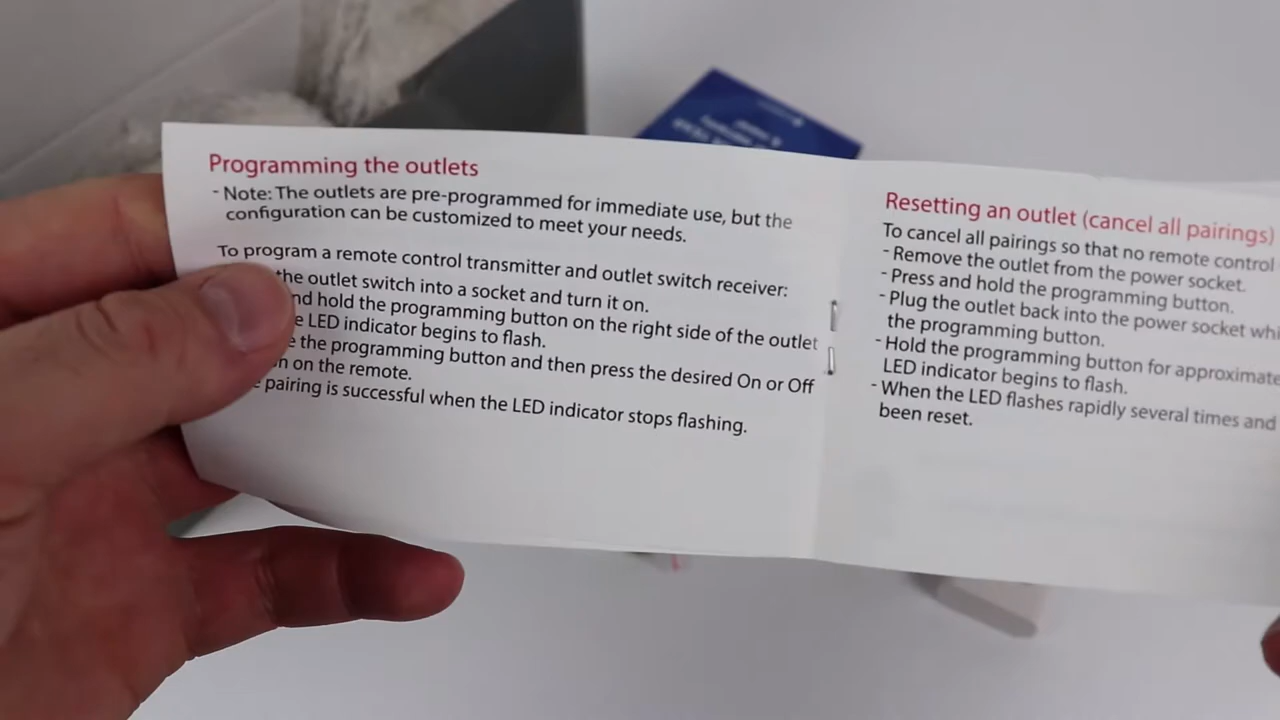 Programming the outlets
- Note: The outlets are pre-programmed for immediate use, but the
configuration can be customized to meet your needs.
To program a remote control transmitter and outlet switch receiver:
the outlet switch into a socket and turn it on.
hold the programming button on the right side of the outlet
LED indicator begins to flash.
the programming button and then press the desired On or Off
on the remote.
pairing is successful when the LED indicator stops flashing.
Resetting an outlet (cancel all pairings)
To cancel all pairings so that no remote control
- Remove the outlet from the power socket.
- Press and hold the programming button.
- Plug the outlet back into the power socket
the programming button.
- Hold the programming button for
LED indicator begins to flash.
- When the LED flashes rapidly several times and
been reset.